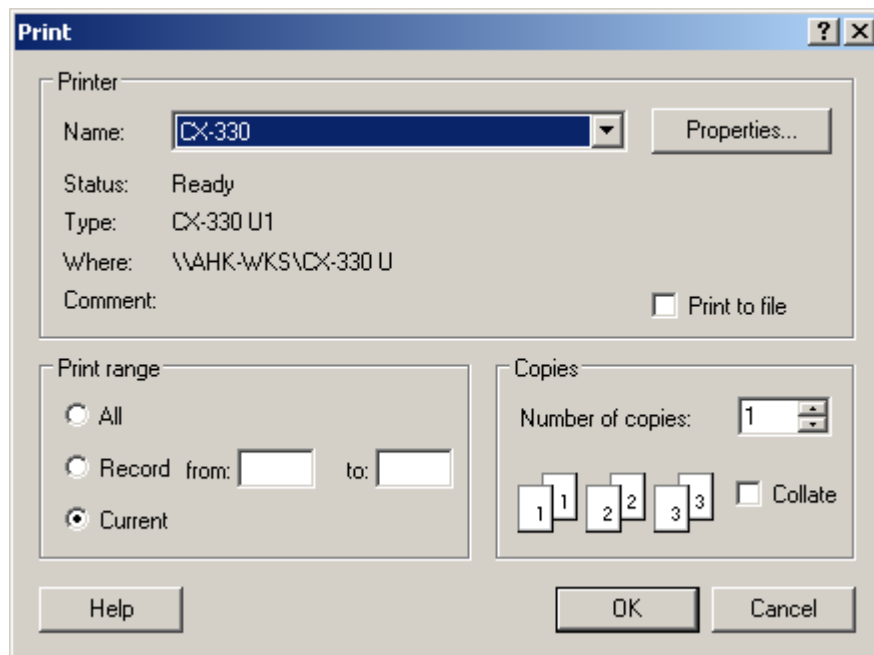 Print
Printer
Name: CX-330 Properties...
Status: Ready
Type: CX-330 U1
Where: \\AHK-WKS\CX-330 U
Comment: Print to file
Print range
All
Record from: to:
Current
Copies
Number of copies: 1
1 1 2 2 3 3 Collate
Help OK Cancel